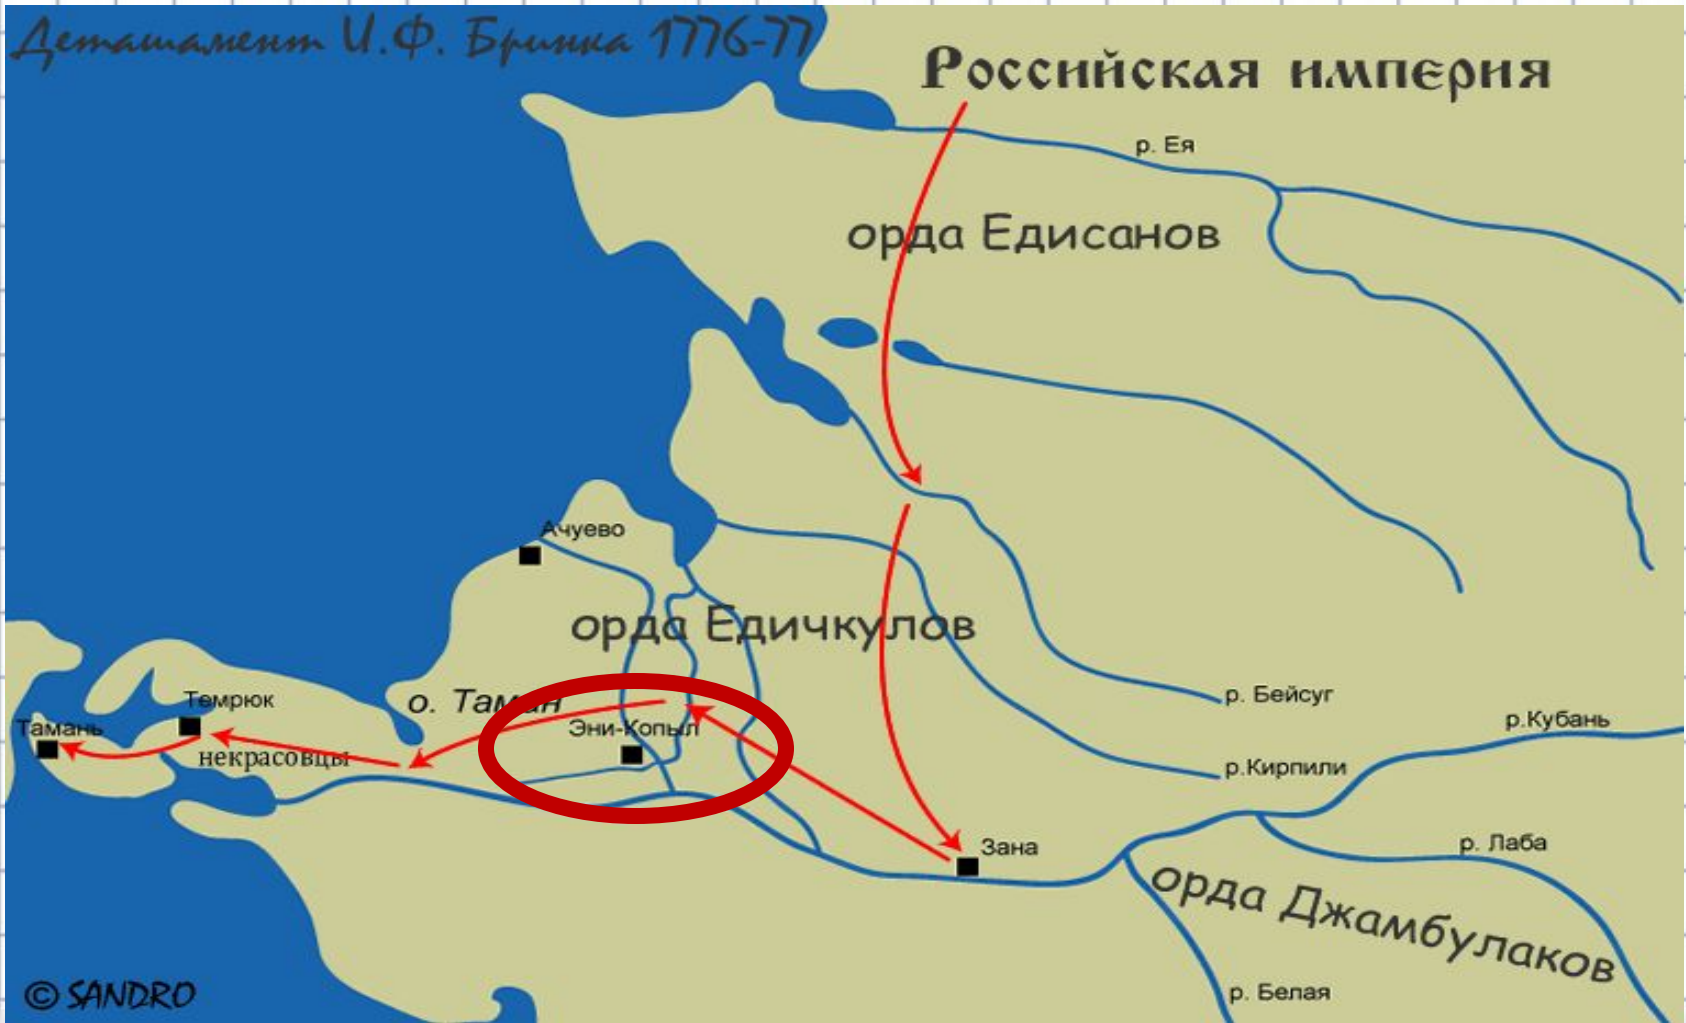 Деташамент И.Ф. Бринка 1776-77
Российская империя
р. Ея
орда Едисанов
Ачуево
орда Едичкулов
о. Таман
Темрюк
Тамань
некрасовцы
Эни-Копыл
р. Бейсуг
р.Кубань
р.Кирпили
Зана
р. Лаба
орда Джамбулаков
р. Белая
© SANDRO